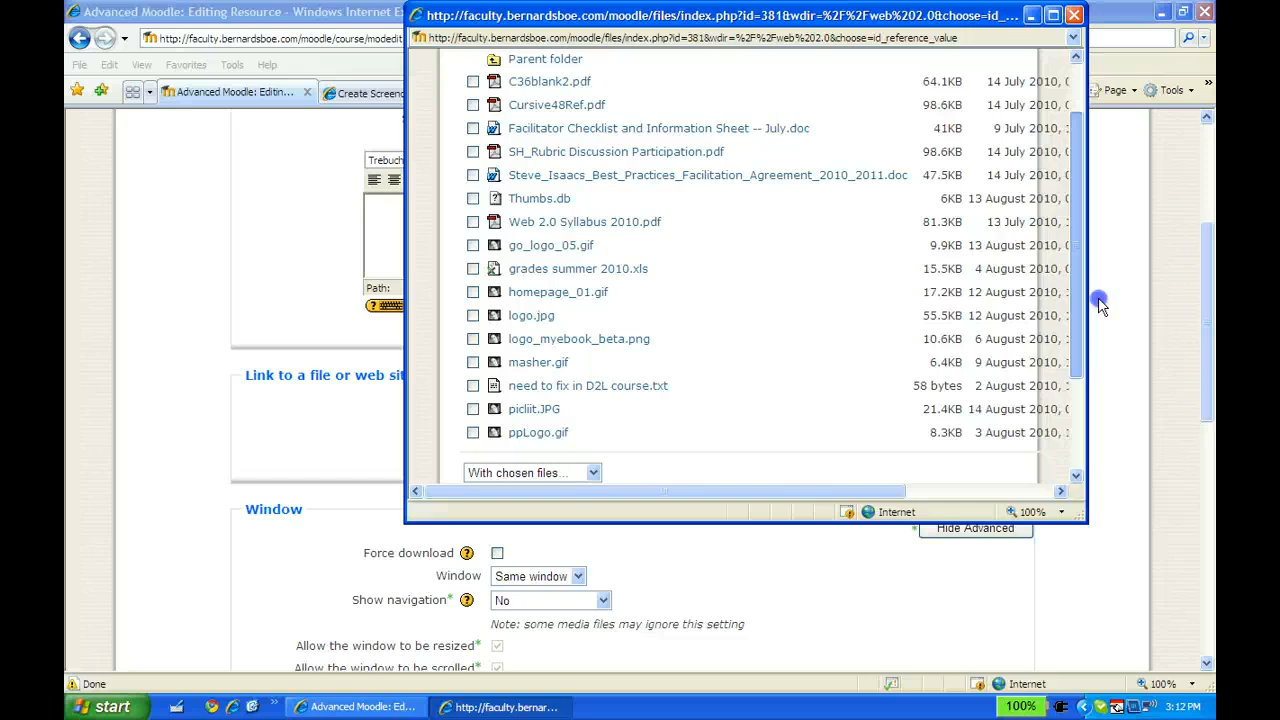 Advanced Moodle: Editing Resource - Windows Internet Ex
http://faculty.bernardsboe.com/moodle/files/index.php?id=381&wdir=%2F%2Fweb%202.0&choose=id_...
http://faculty.bernardsboe.com/moodle/course/mod
http://faculty.bernardsboe.com/moodle/files/index.php?id=381&wdir=%2F%2Fweb%202.0&choose=id_reference_value
File Edit View Favorites Tools Help
Advanced Moodle: Editin...
Create Screenc
Page
Tools
Parent folder
C36blank2.pdf 64.1KB 14 July 2010,
Cursive48Ref.pdf 98.6KB 14 July 2010,
Facilitator Checklist and Information Sheet -- July.doc 41KB 9 July 2010,
SH_Rubric Discussion Participation.pdf 98.6KB 14 July 2010,
Steve_Isaacs_Best_Practices_Facilitation_Agreement_2010_2011.doc 47.5KB 14 July 2010,
Thumbs.db 6KB 13 August 2010,
Web 2.0 Syllabus 2010.pdf 81.3KB 13 July 2010,
go_logo_05.gif 9.9KB 13 August 2010,
grades summer 2010.xls 15.5KB 4 August 2010,
homepage_01.gif 17.2KB 12 August 2010,
logo.jpg 55.5KB 12 August 2010,
logo_myebook_beta.png 10.6KB 6 August 2010,
masher.gif 6.4KB 9 August 2010,
need to fix in D2L course.txt 58 bytes 2 August 2010,
picliit.JPG 21.4KB 14 August 2010,
ppLogo.gif 8.3KB 3 August 2010,
With chosen files...
Internet 100%
Trebuch
Path:
Link to a file or web sit
Window
Hide Advanced
Force download
Window Same window
Show navigation* No
Note: some media files may ignore this setting
Allow the window to be resized*
Allow the window to be scrolled*
Done Internet 100%
start
Advanced Moodle: Ed...
http://faculty.bernar...
100%
3:12 PM